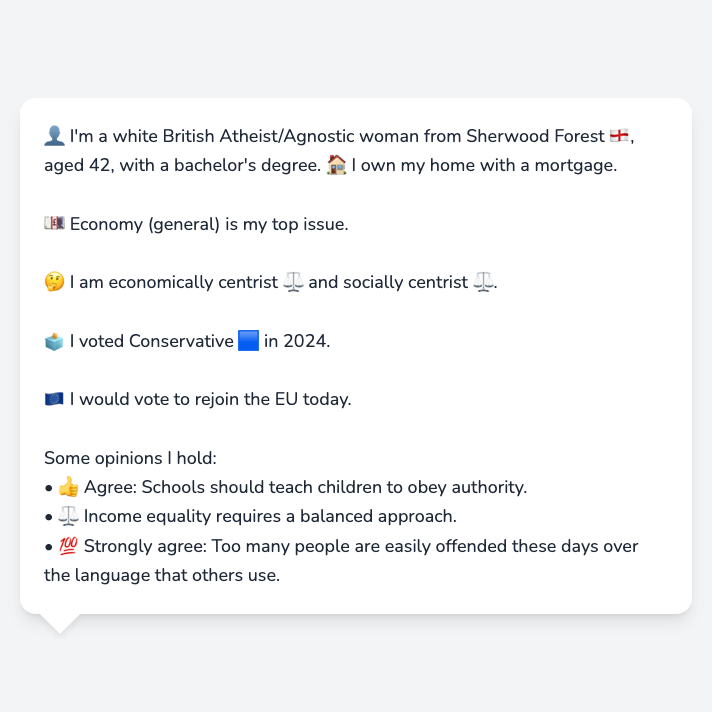 👤 I'm a white British Atheist/Agnostic woman from Sherwood Forest 🏴󠁧󠁢󠁥󠁮󠁧󠁿,
aged 42, with a bachelor's degree. 🏠 I own my home with a mortgage.
💷 Economy (general) is my top issue.
🤔 I am economically centrist ⚖️ and socially centrist ⚖️.
🗳️ I voted Conservative 🟦 in 2024.
🇪🇺 I would vote to rejoin the EU today.
Some opinions I hold:
• 👍 Agree: Schools should teach children to obey authority.
• ⚖️ Income equality requires a balanced approach.
• 💯 Strongly agree: Too many people are easily offended these days over
the language that others use.